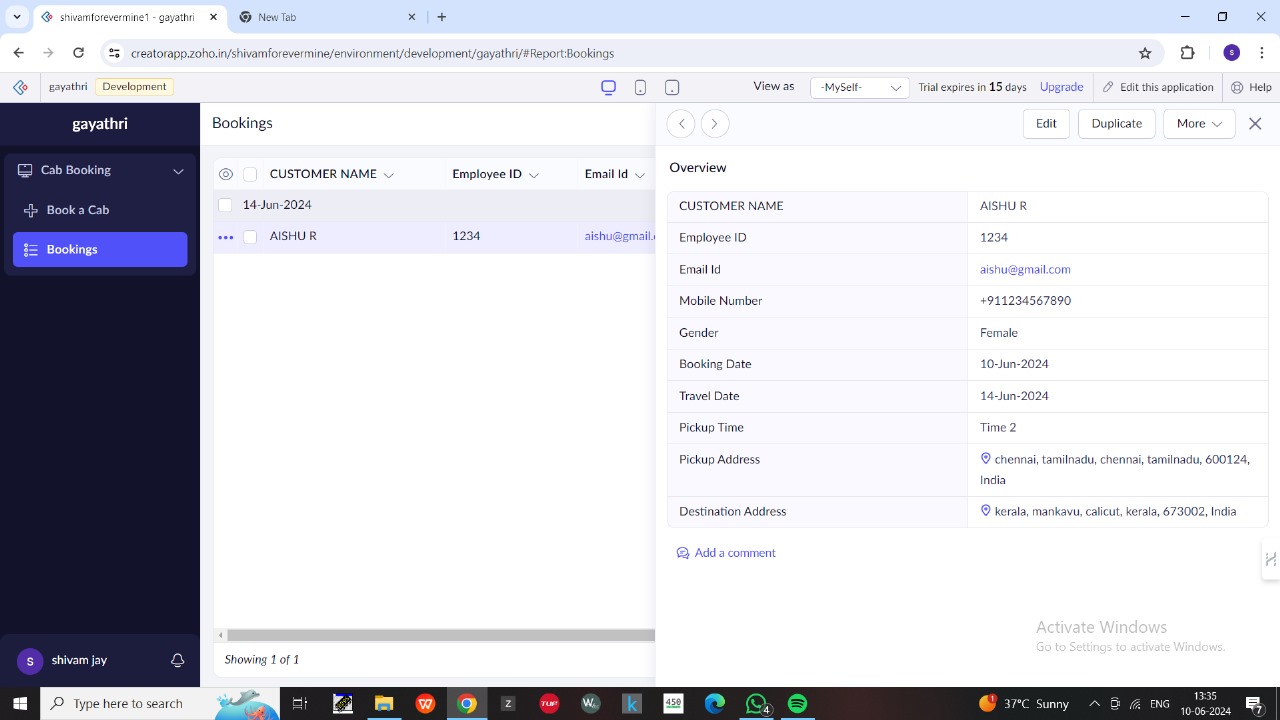 shivamforevermine1 - gayathri
New Tab
creatorapp.zoho.in/shivamforevermine/environment/development/gayathri/#Report:Bookings
S
gayathri
Development
View as
-MySelf-
Trial expires in 15 days
Upgrade
Edit this application
Help
gayathri
Cab Booking
Book a Cab
Bookings
S
shivam jay
Bookings
CUSTOMER NAME
Employee ID
Email Id
14-Jun-2024
AISHU R
1234
aishu@gmail.
Showing 1 of 1
Edit
Duplicate
More
Overview
CUSTOMER NAME
AISHU R
Employee ID
1234
Email Id
aishu@gmail.com
Mobile Number
+911234567890
Gender
Female
Booking Date
10-Jun-2024
Travel Date
14-Jun-2024
Pickup Time
Time 2
Pickup Address
chennai, tamilnadu, chennai, tamilnadu, 600124,
India
Destination Address
kerala, mankavu, calicut, kerala, 673002, India
Add a comment
Activate Windows
Go to Settings to activate Windows.
Type here to search
Z
TUP
k
450
4
1
37°C Sunny
ENG
13:35
10-06-2024
7